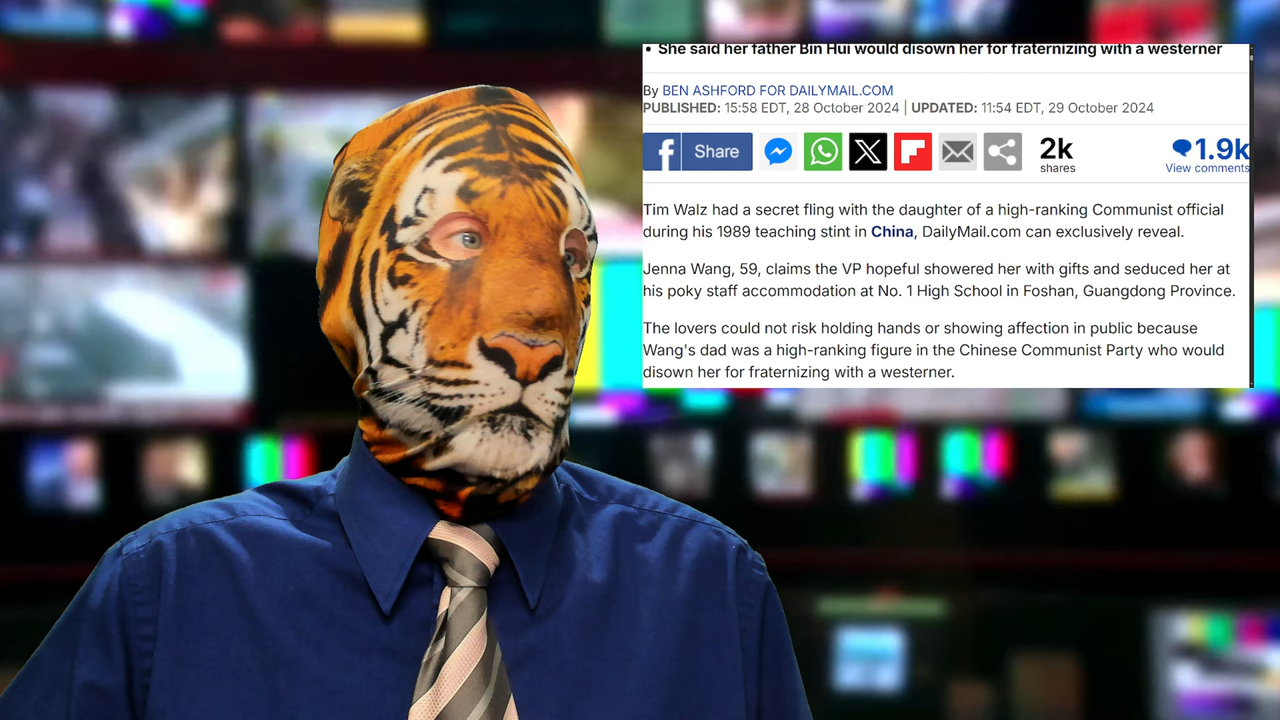 • She said her father Bin Hui would disown her for fraternizing with a westerner
By BEN ASHFORD FOR DAILYMAIL.COM
PUBLISHED: 15:58 EDT, 28 October 2024 | UPDATED: 11:54 EDT, 29 October 2024
f Share 2k shares 1.9k View comments
Tim Walz had a secret fling with the daughter of a high-ranking Communist official
during his 1989 teaching stint in China, DailyMail.com can exclusively reveal.
Jenna Wang, 59, claims the VP hopeful showered her with gifts and seduced her at
his poky staff accommodation at No. 1 High School in Foshan, Guangdong Province.
The lovers could not risk holding hands or showing affection in public because
Wang's dad was a high-ranking figure in the Chinese Communist Party who would
disown her for fraternizing with a westerner.